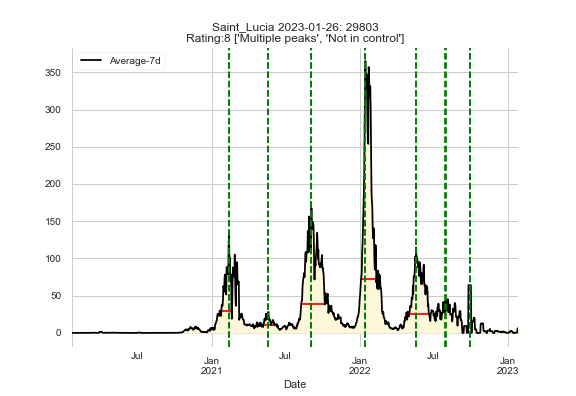 Saint_Lucia 2023-01-26: 29803
Rating:8 ['Multiple peaks', 'Not in control']
Average-7d
350
300
250
200
150
100
50
0
Jul
Jan
2021
Jul
Jan
2022
Jul
Jan
2023
Date